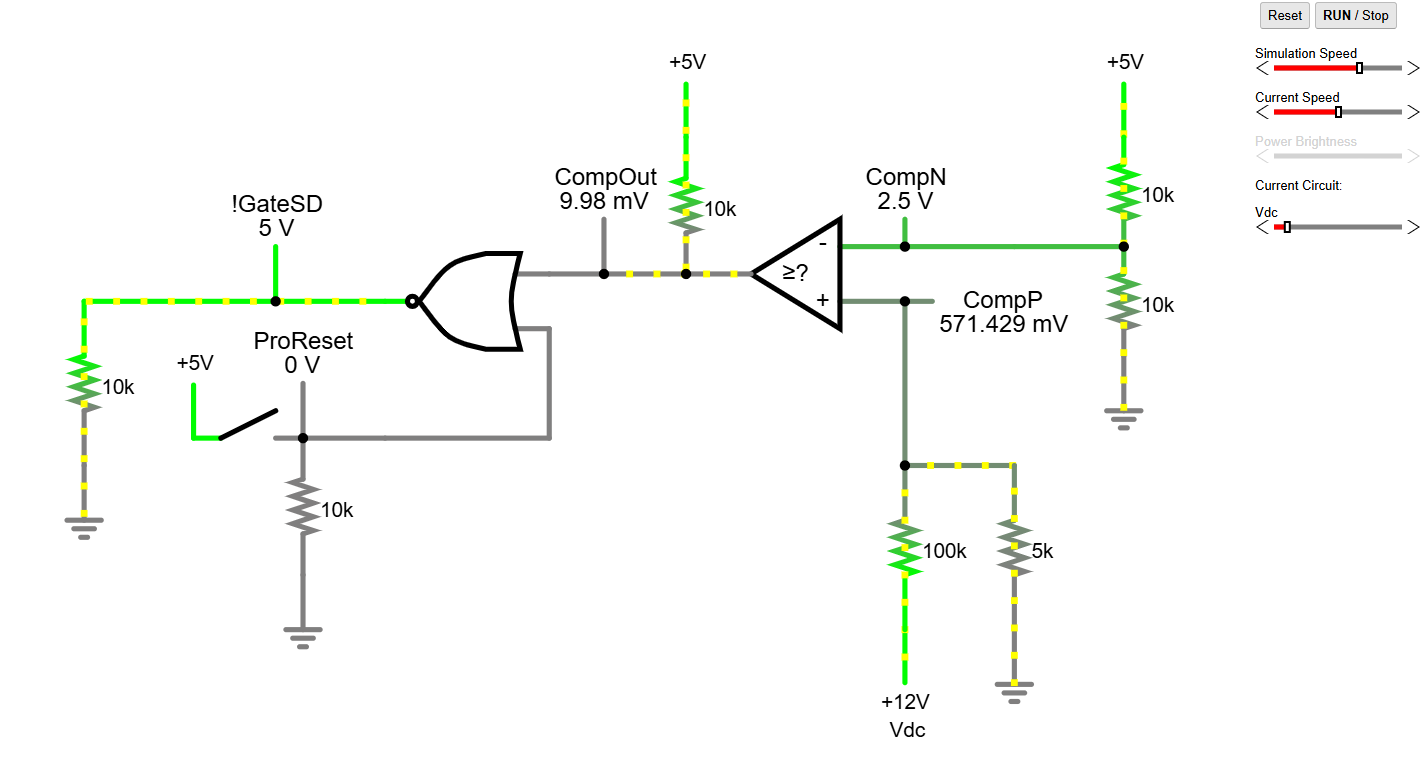 Reset
RUN / Stop
Simulation Speed
Current Speed
Power Brightness
Current Circuit:
Vdc
+5V
+5V
CompOut
9.98 mV
10k
CompN
2.5 V
10k
!GateSD
5 V
-
≥?
+
CompP
571.429 mV
10k
ProReset
0 V
+5V
10k
10k
100k
5k
+12V
Vdc